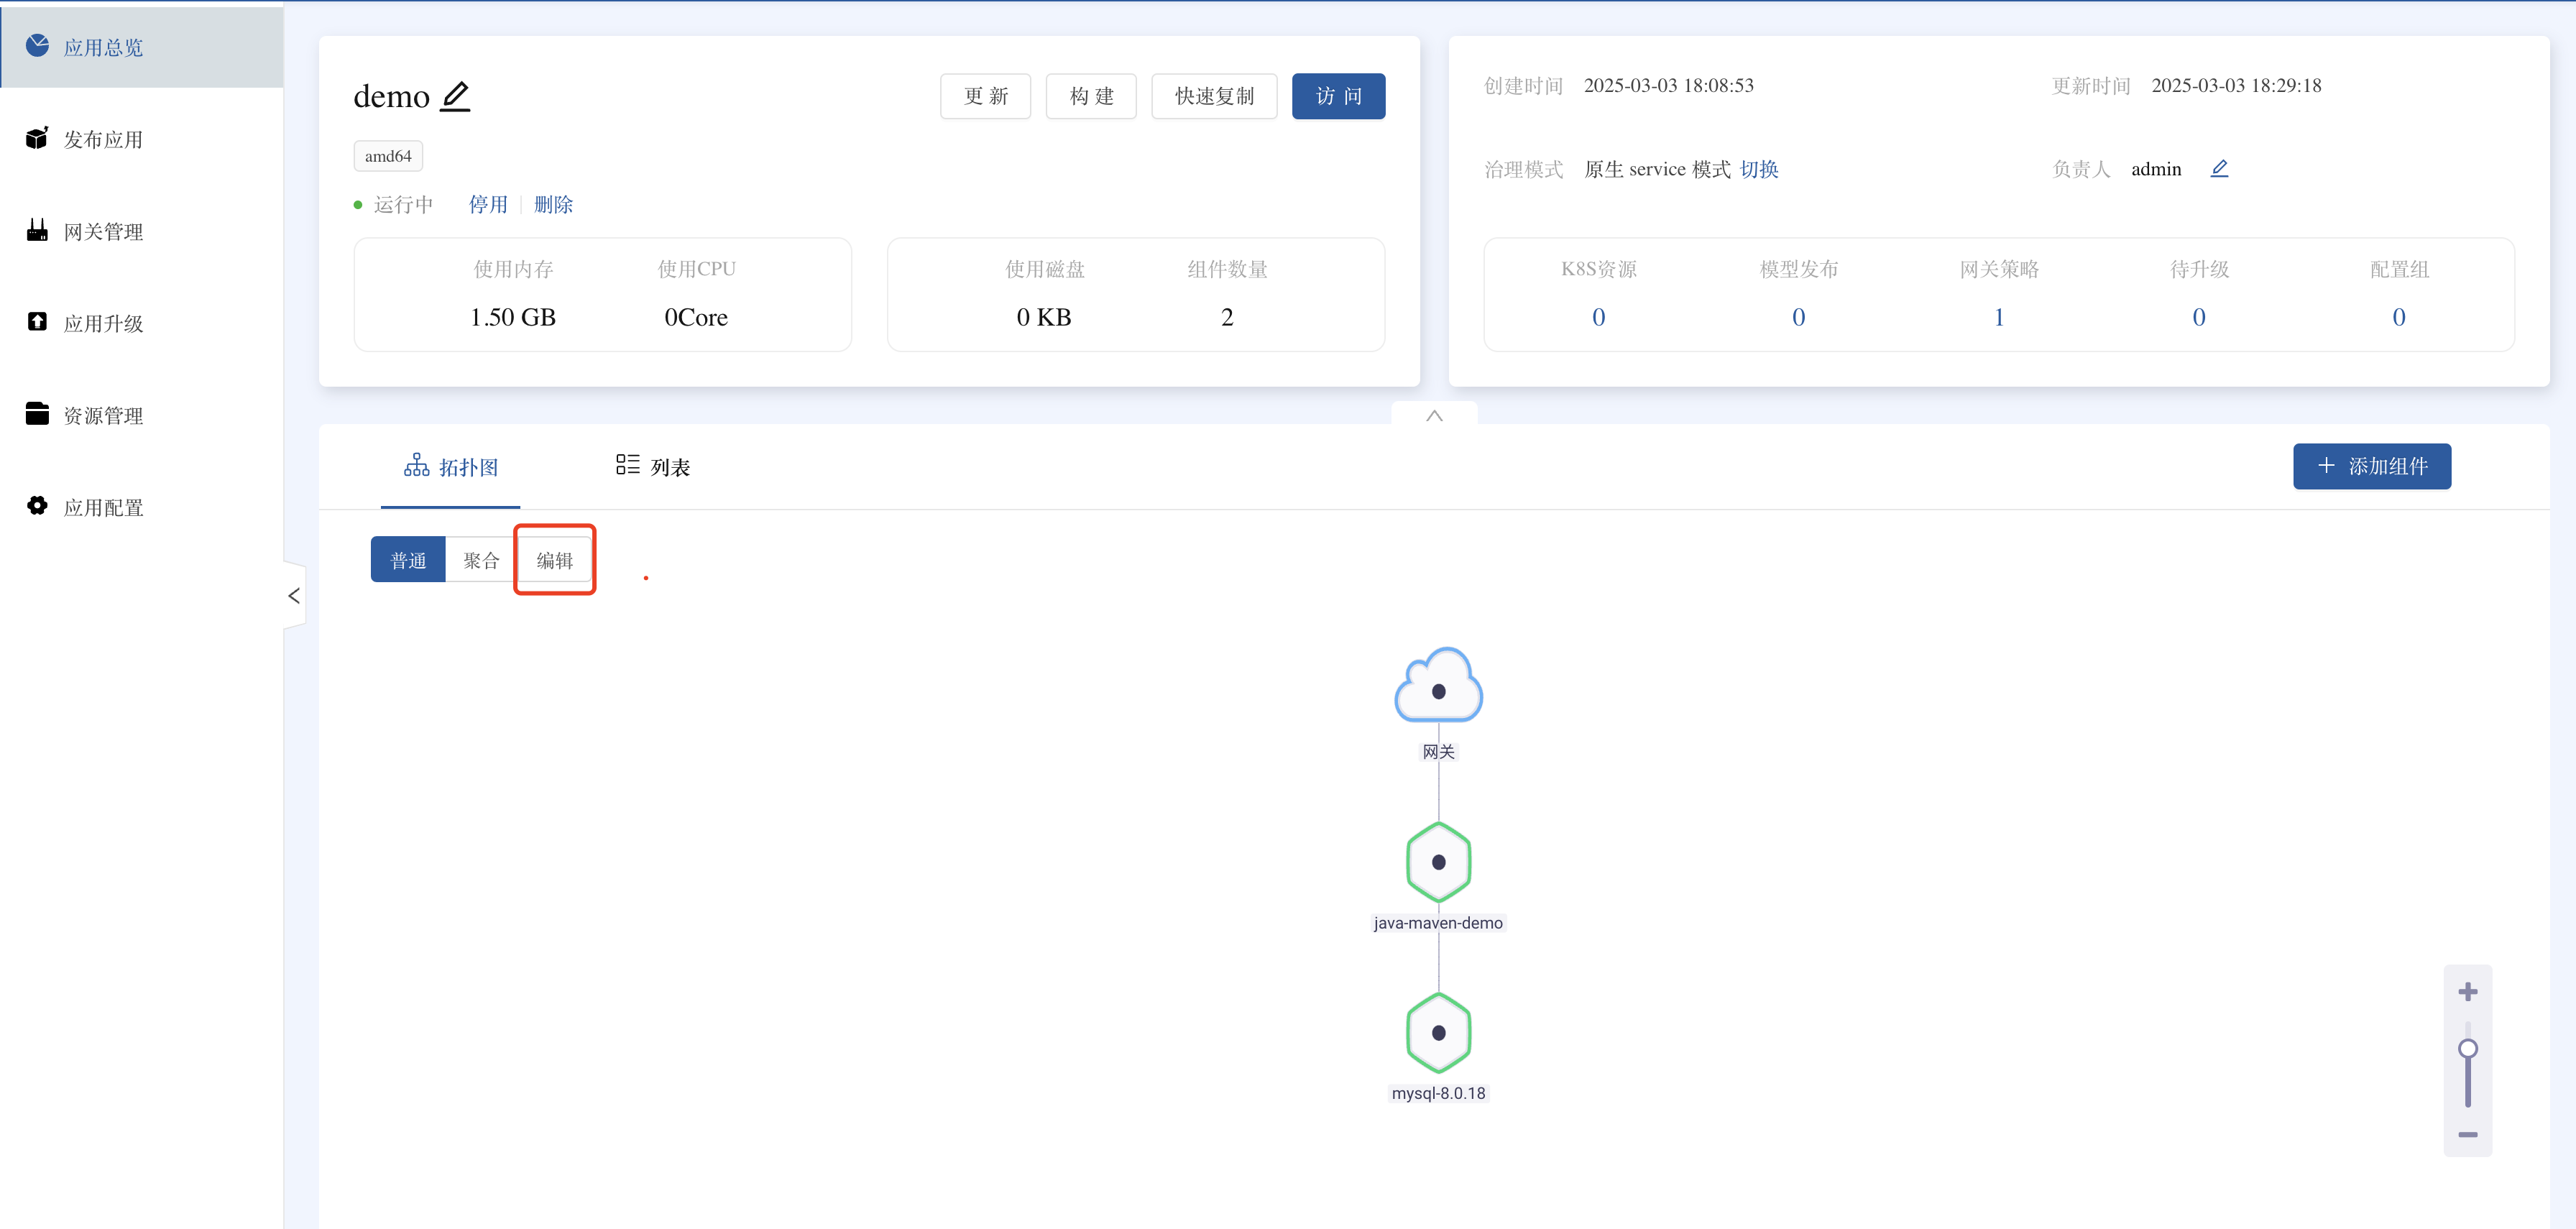 应用总览
发布应用
网关管理
应用升级
资源管理
应用配置
demo
更 新
构 建
快速复制
访 问
amd64
运行中 停用 删除
使用内存 使用CPU
1.50 GB 0Core
使用磁盘 组件数量
0 KB 2
创建时间 2025-03-03 18:08:53
更新时间 2025-03-03 18:29:18
治理模式 原生 service 模式 切换
负责人 admin
K8S资源 模型发布 网关策略 待升级 配置组
0 0 1 0 0
拓扑图
列表
添加组件
普通 聚合 编辑
网关
java-maven-demo
mysql-8.0.18